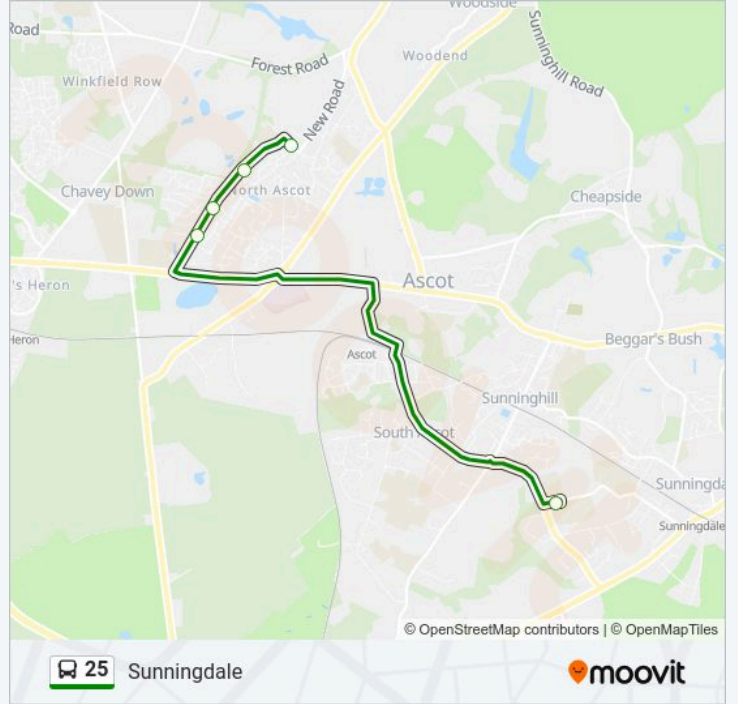 Woodside
Road
Sunninghill Road
Forest Road
Woodend
Winkfield Row
New Road
Chavey Down
North Ascot
Cheapside
's Heron
Ascot
Heron
Ascot
Beggar's Bush
Sunninghill
South Ascot
Sunningda
Sunningdale
© OpenStreetMap contributors | © OpenMapTiles
25 Sunningdale
moovit